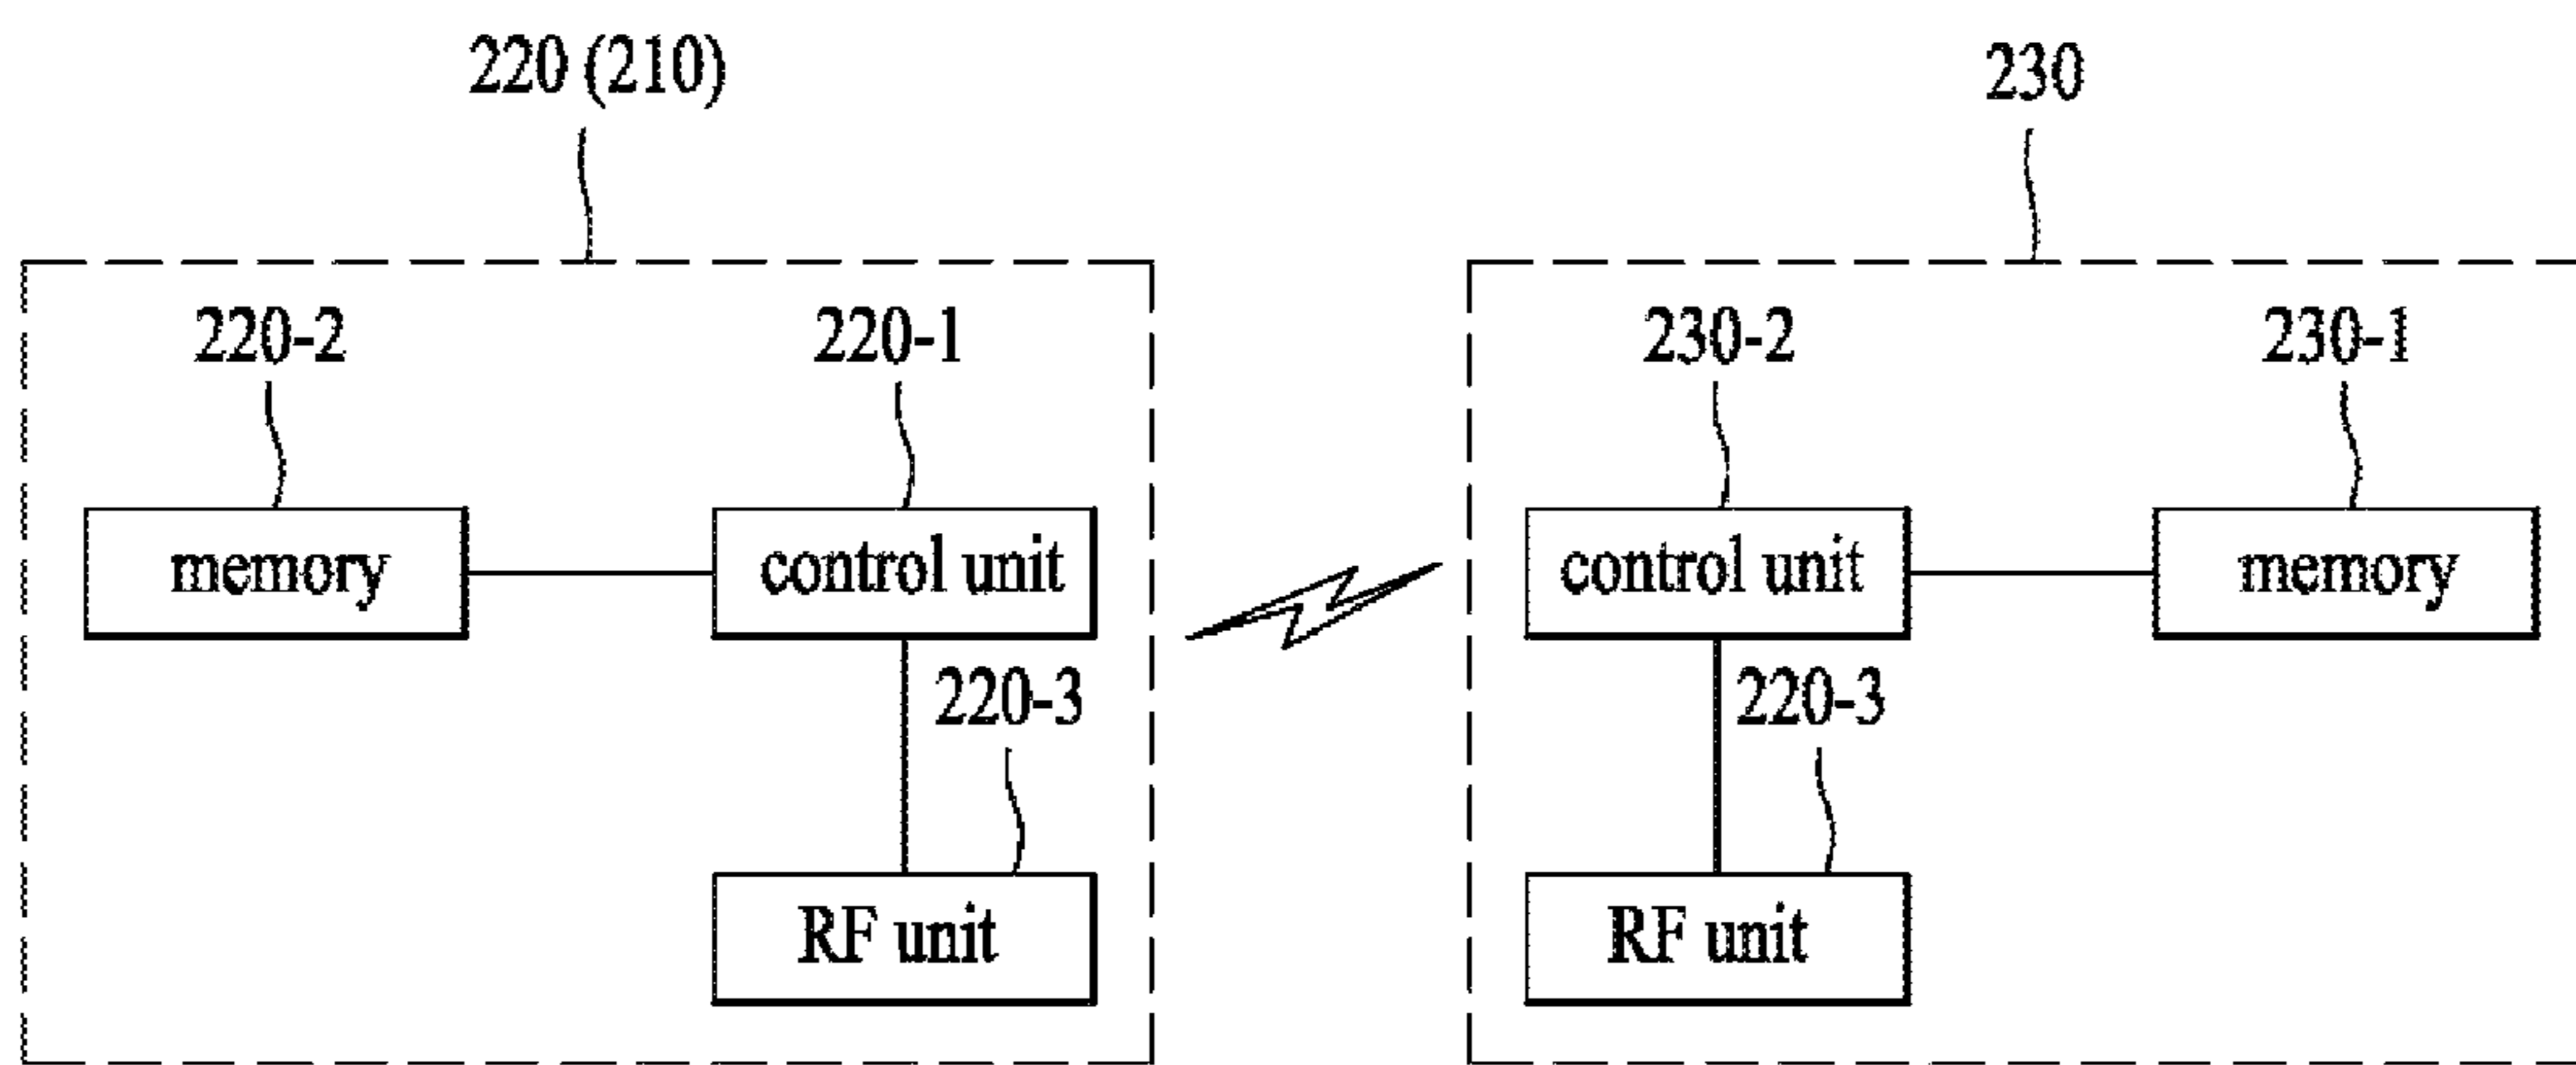 220 (210)
230
220-2
220-1
230-2
230-1
memory
control unit
control unit
memory
220-3
220-3
RF unit
RF unit